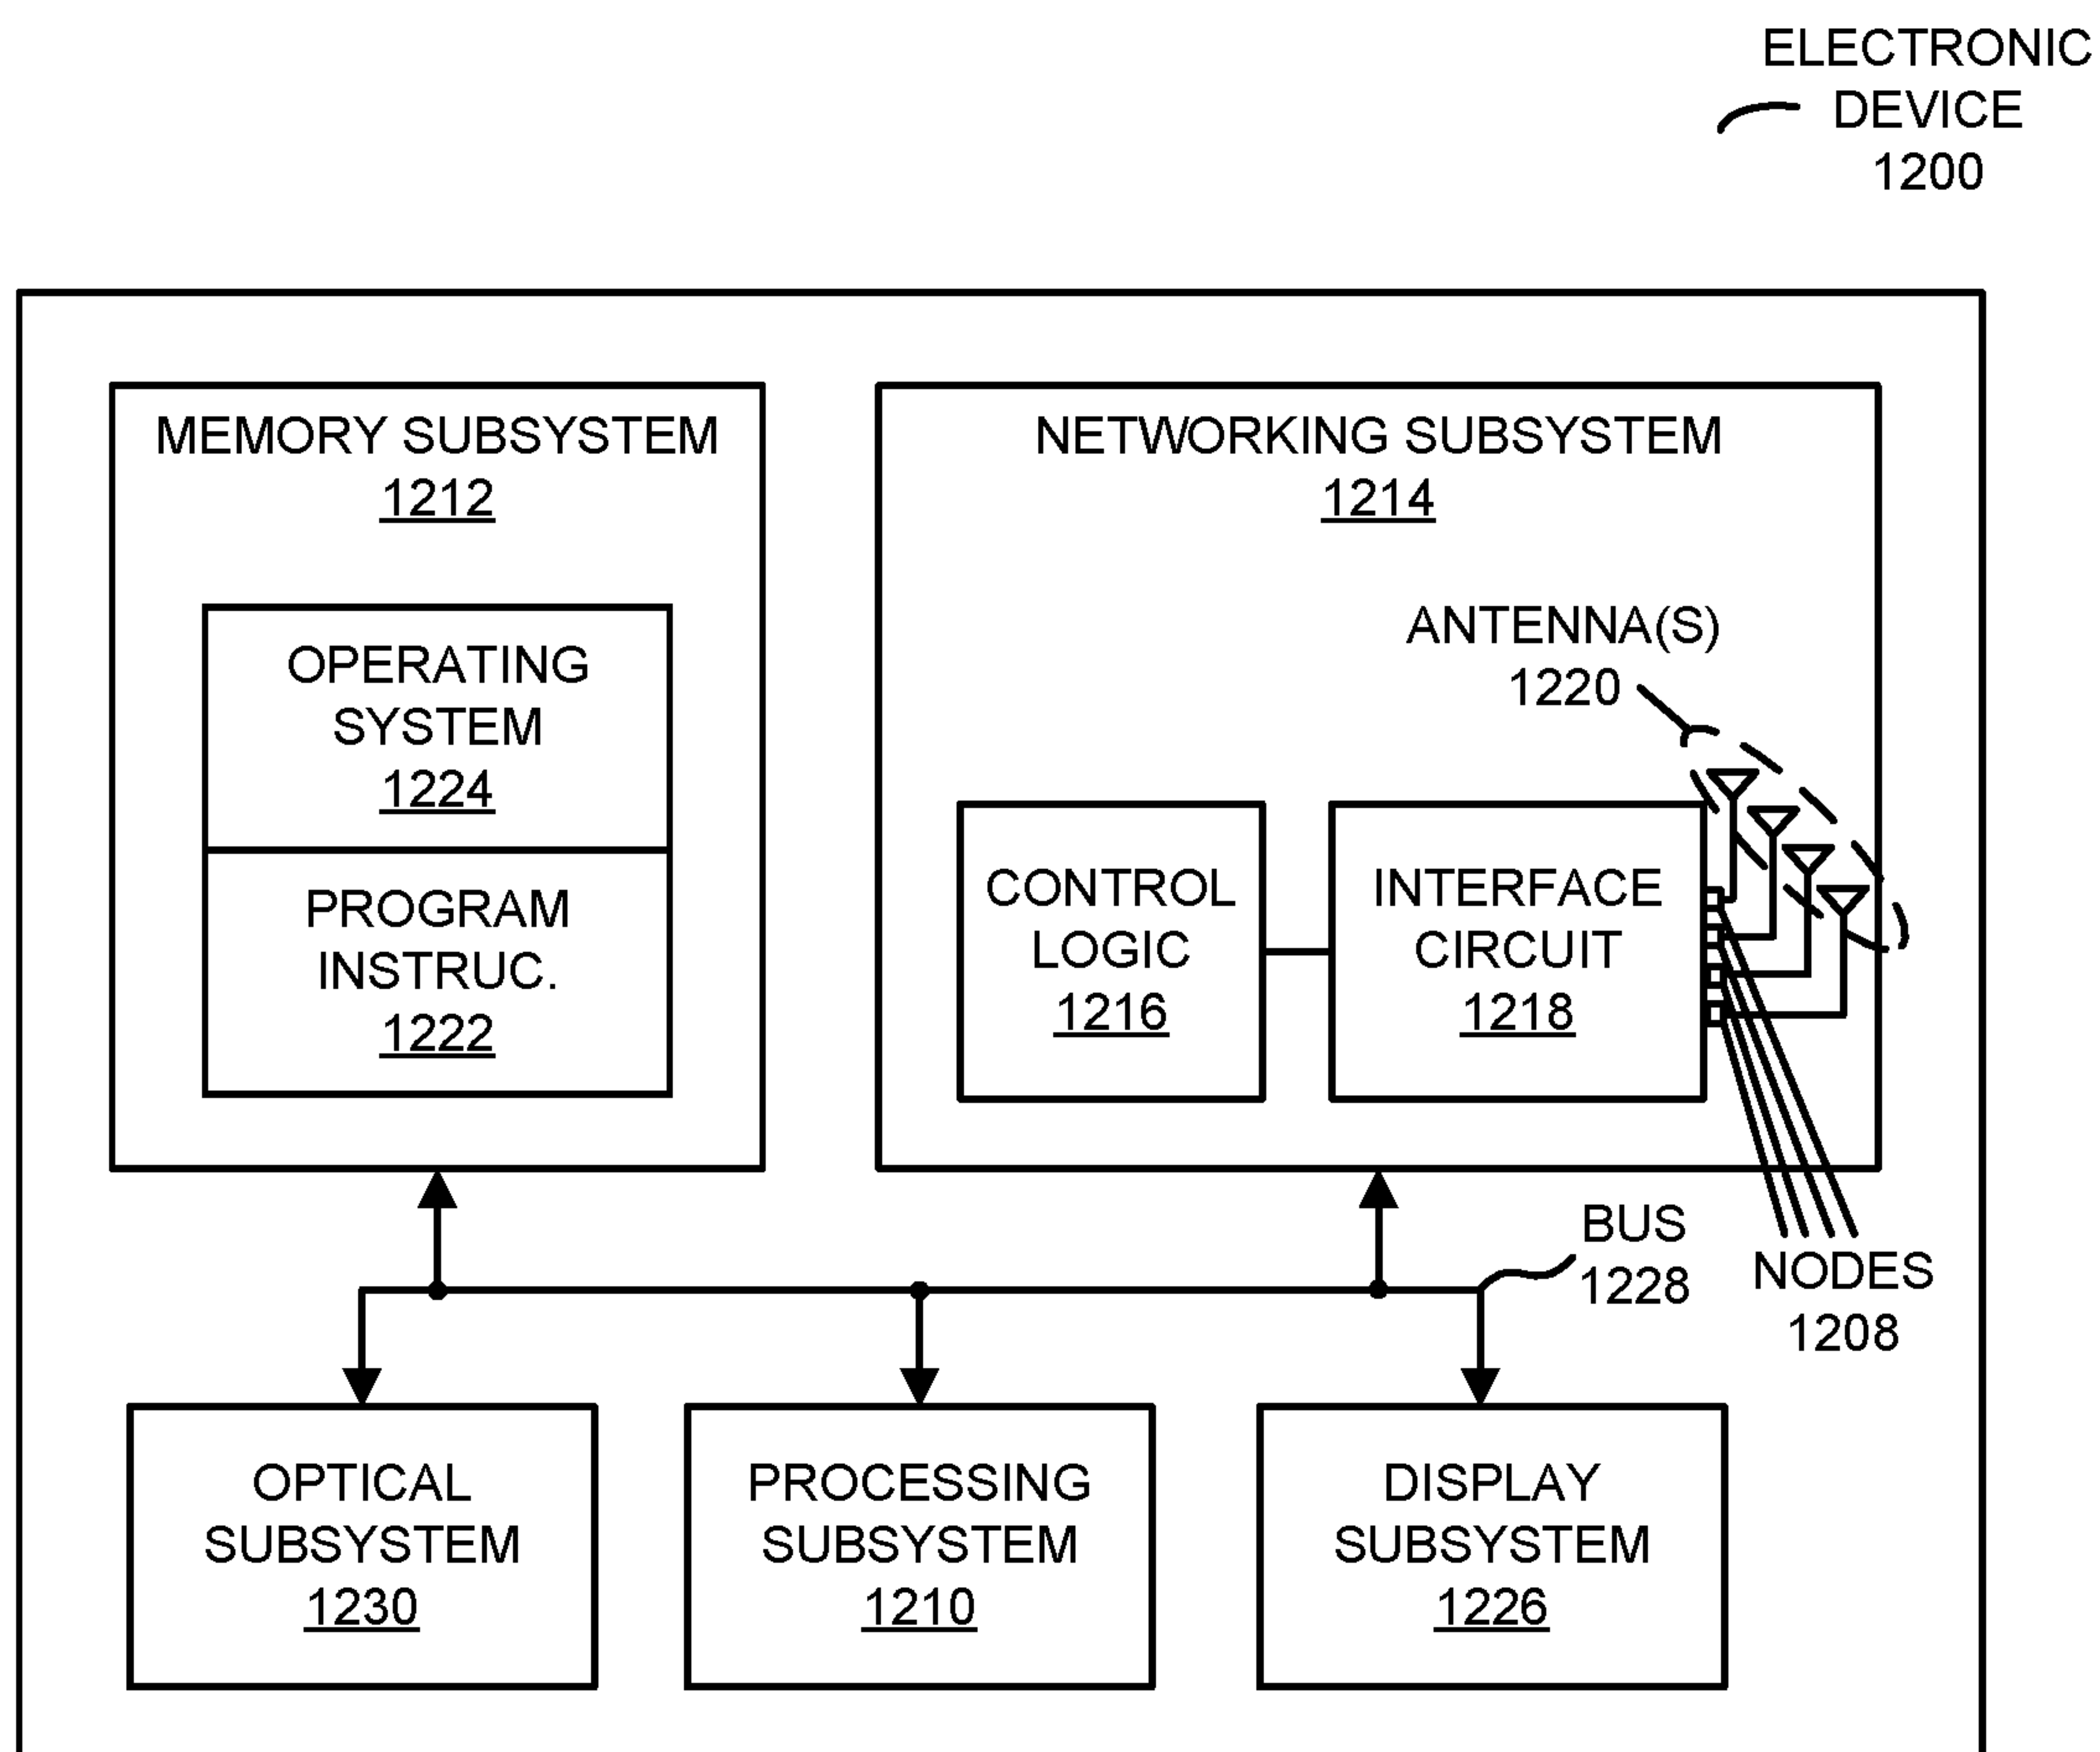 ELECTRONIC
DEVICE
1200
MEMORY SUBSYSTEM
1212
OPERATING
SYSTEM
1224
PROGRAM
INSTRUC.
1222
NETWORKING SUBSYSTEM
1214
ANTENNA(S)
1220
CONTROL
LOGIC
1216
INTERFACE
CIRCUIT
1218
BUS
1228
NODES
1208
OPTICAL
SUBSYSTEM
1230
PROCESSING
SUBSYSTEM
1210
DISPLAY
SUBSYSTEM
1226